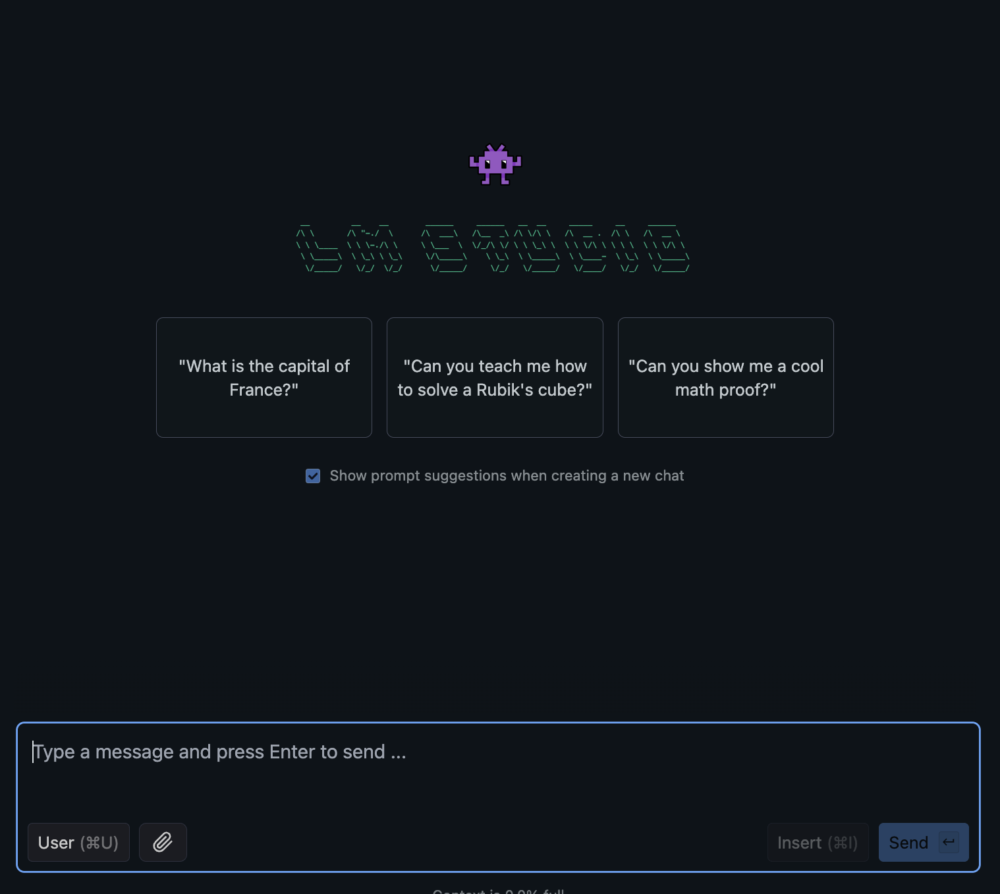 LM STUDIO
"What is the capital of
France?"
"Can you teach me how
to solve a Rubik's cube?"
"Can you show me a cool
math proof?"
Show prompt suggestions when creating a new chat
Type a message and press Enter to send ...
User (⌘U)
Insert (⌘I)
Send ↵
Context is 0.0% full